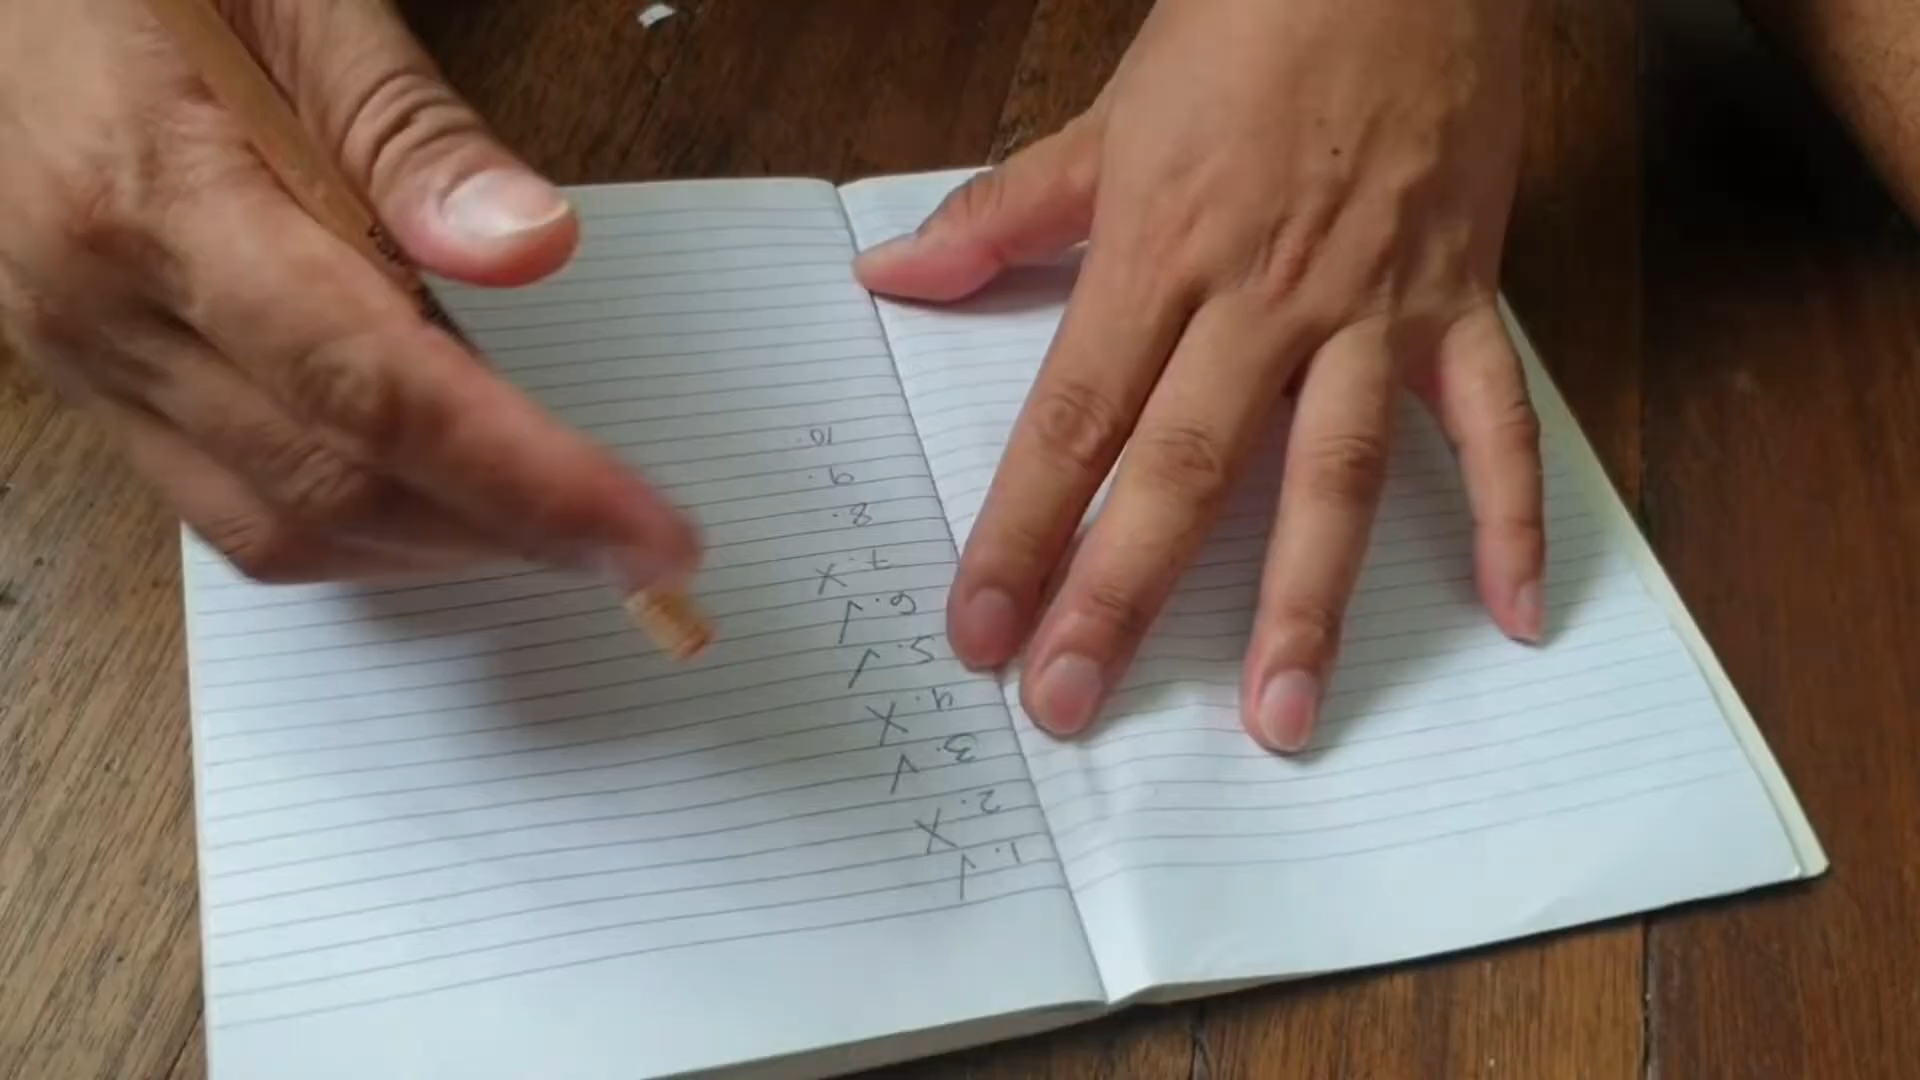 1. √
2. X
3. √
4. X
5. √
6. √
7. X
8.
9.
10.